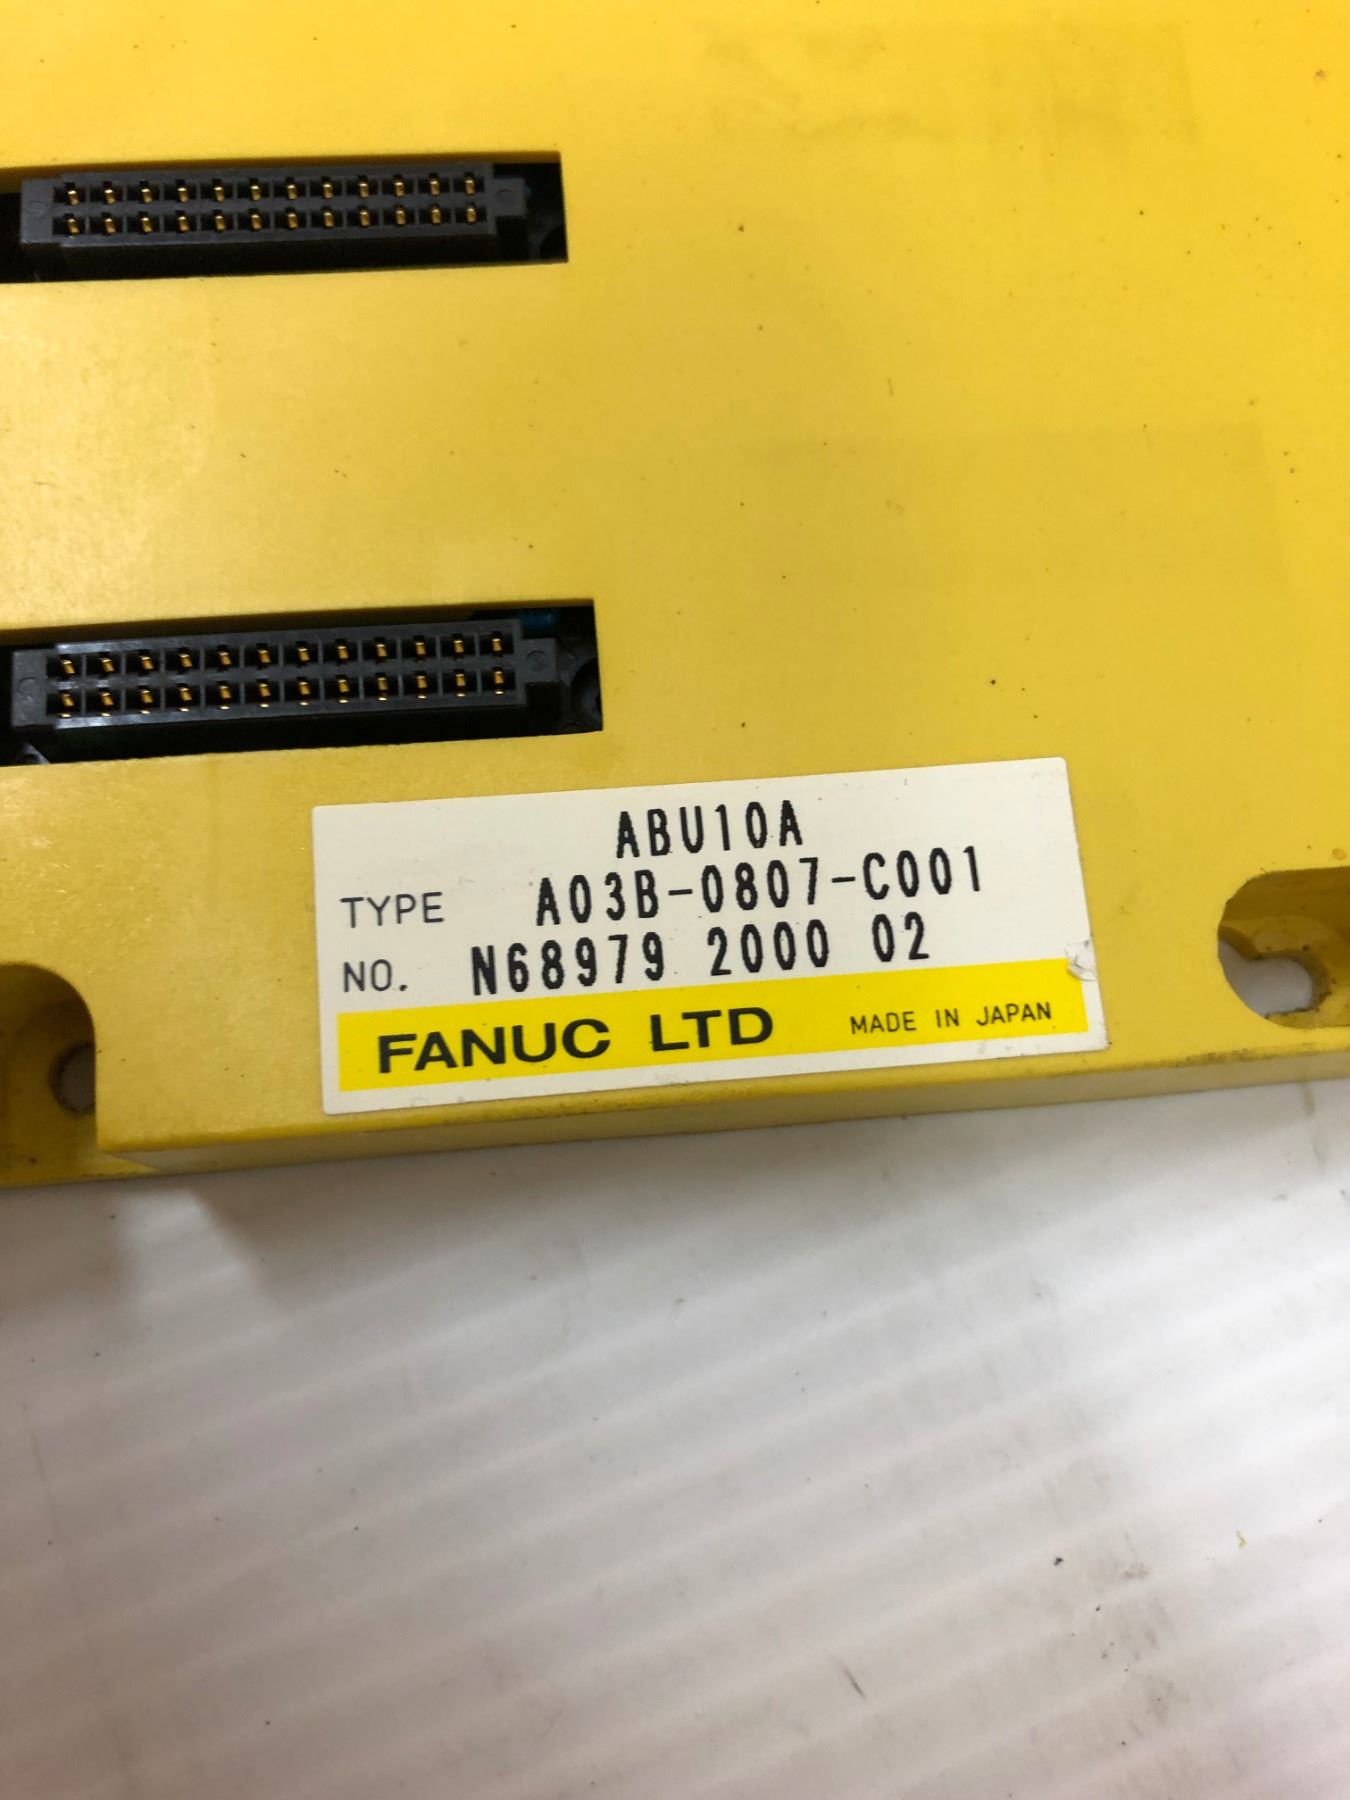 ABU10A
TYPE A03B-0807-C001
NO. N68979 2000 02
FANUC LTD MADE IN JAPAN